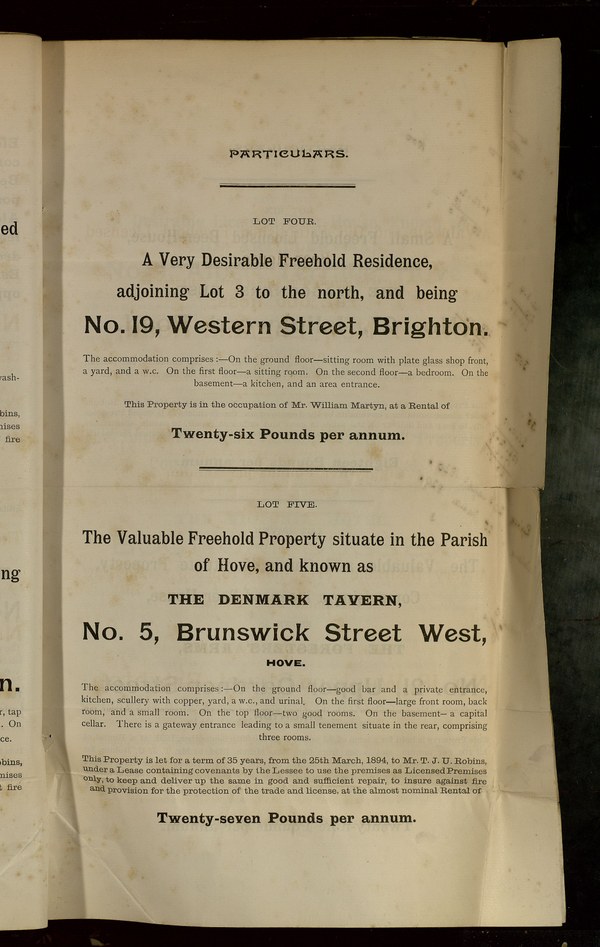 PARTICULARS.
LOT FOUR.
A Very Desirable Freehold Residence,
adjoining Lot 3 to the north, and being
No. 19, Western Street, Brighton.
The accommodation comprises:—On the ground floor—sitting room with plate glass shop front,
a yard, and a w.c. On the first floor—a sitting room. On the second floor—a bedroom. On the
basement—a kitchen, and an area entrance.
This Property is in the occupation of Mr. William Martyn, at a Rental of
Twenty-six Pounds per annum.
LOT FIVE.
The Valuable Freehold Property situate in the Parish
of Hove, and known as
THE DENMARK TAVERN,
No. 5, Brunswick Street West,
HOVE.
The accommodation comprises:—On the ground floor—good bar and a private entrance,
kitchen, scullery with copper, yard, a w.c., and urinal. On the first floor—large front room, back
room, and a small room. On the top floor—two good rooms. On the basement—a capital
cellar. There is a gateway entrance leading to a small tenement situate in the rear, comprising
three rooms.
This Property is let for a term of 35 years, from the 25th March, 1894, to Mr. T. J. U. Robins,
under a Lease containing covenants by the Lessee to use the premises as Licensed Premises
only, to keep and deliver up the same in good and sufficient repair, to insure against fire
and provision for the protection of the trade and license, at the almost nominal Rental of
Twenty-seven Pounds per annum.
ed
ash-
bins,
nises
fire
ng
n.
r, tap
. On
ce.
bins,
nises
t fire